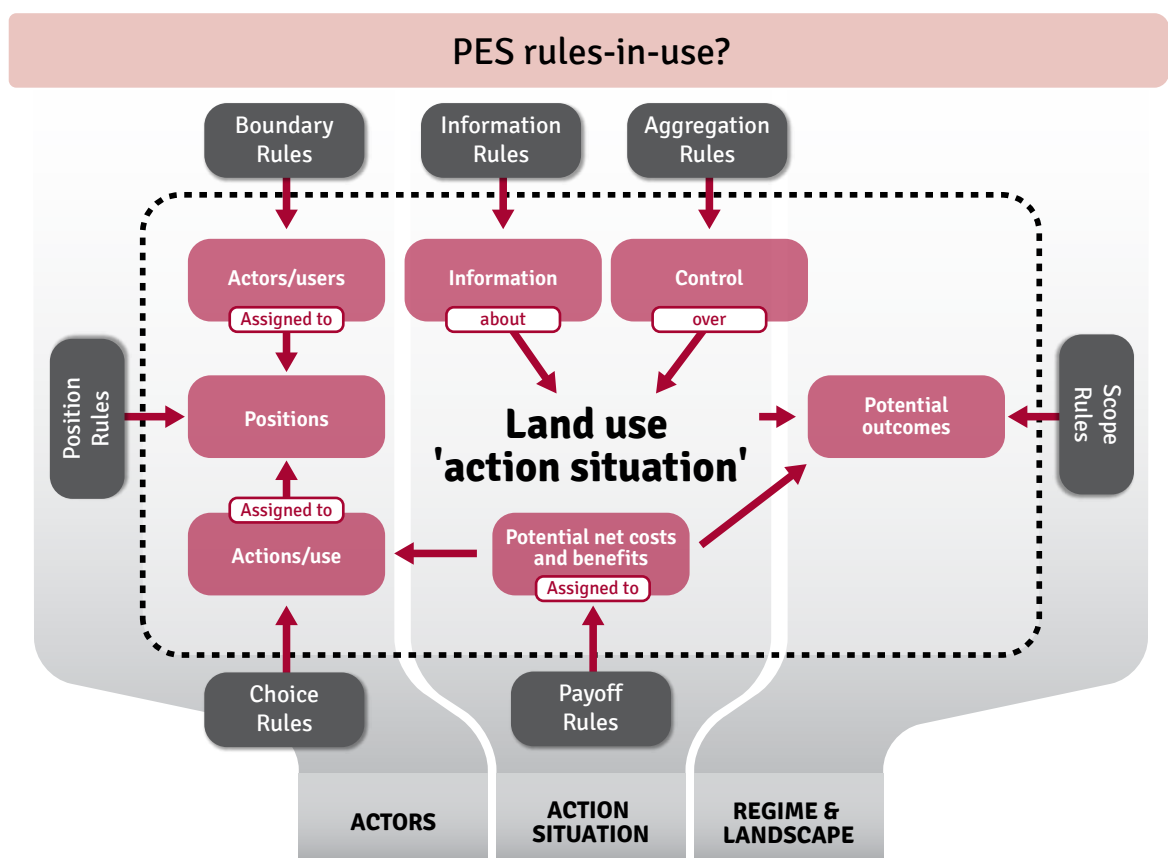 PES rules-in-use?
Boundary
Rules
Information
Rules
Aggregation
Rules
Actors/users
Assigned to
Information
about
Control
over
Position
Rules
Positions
Land use
'action situation'
Potential
outcomes
Scope
Rules
Assigned to
Actions/use
Potential net costs
and benefits
Assigned to
Choice
Rules
Payoff
Rules
ACTORS
ACTION
SITUATION
REGIME &
LANDSCAPE